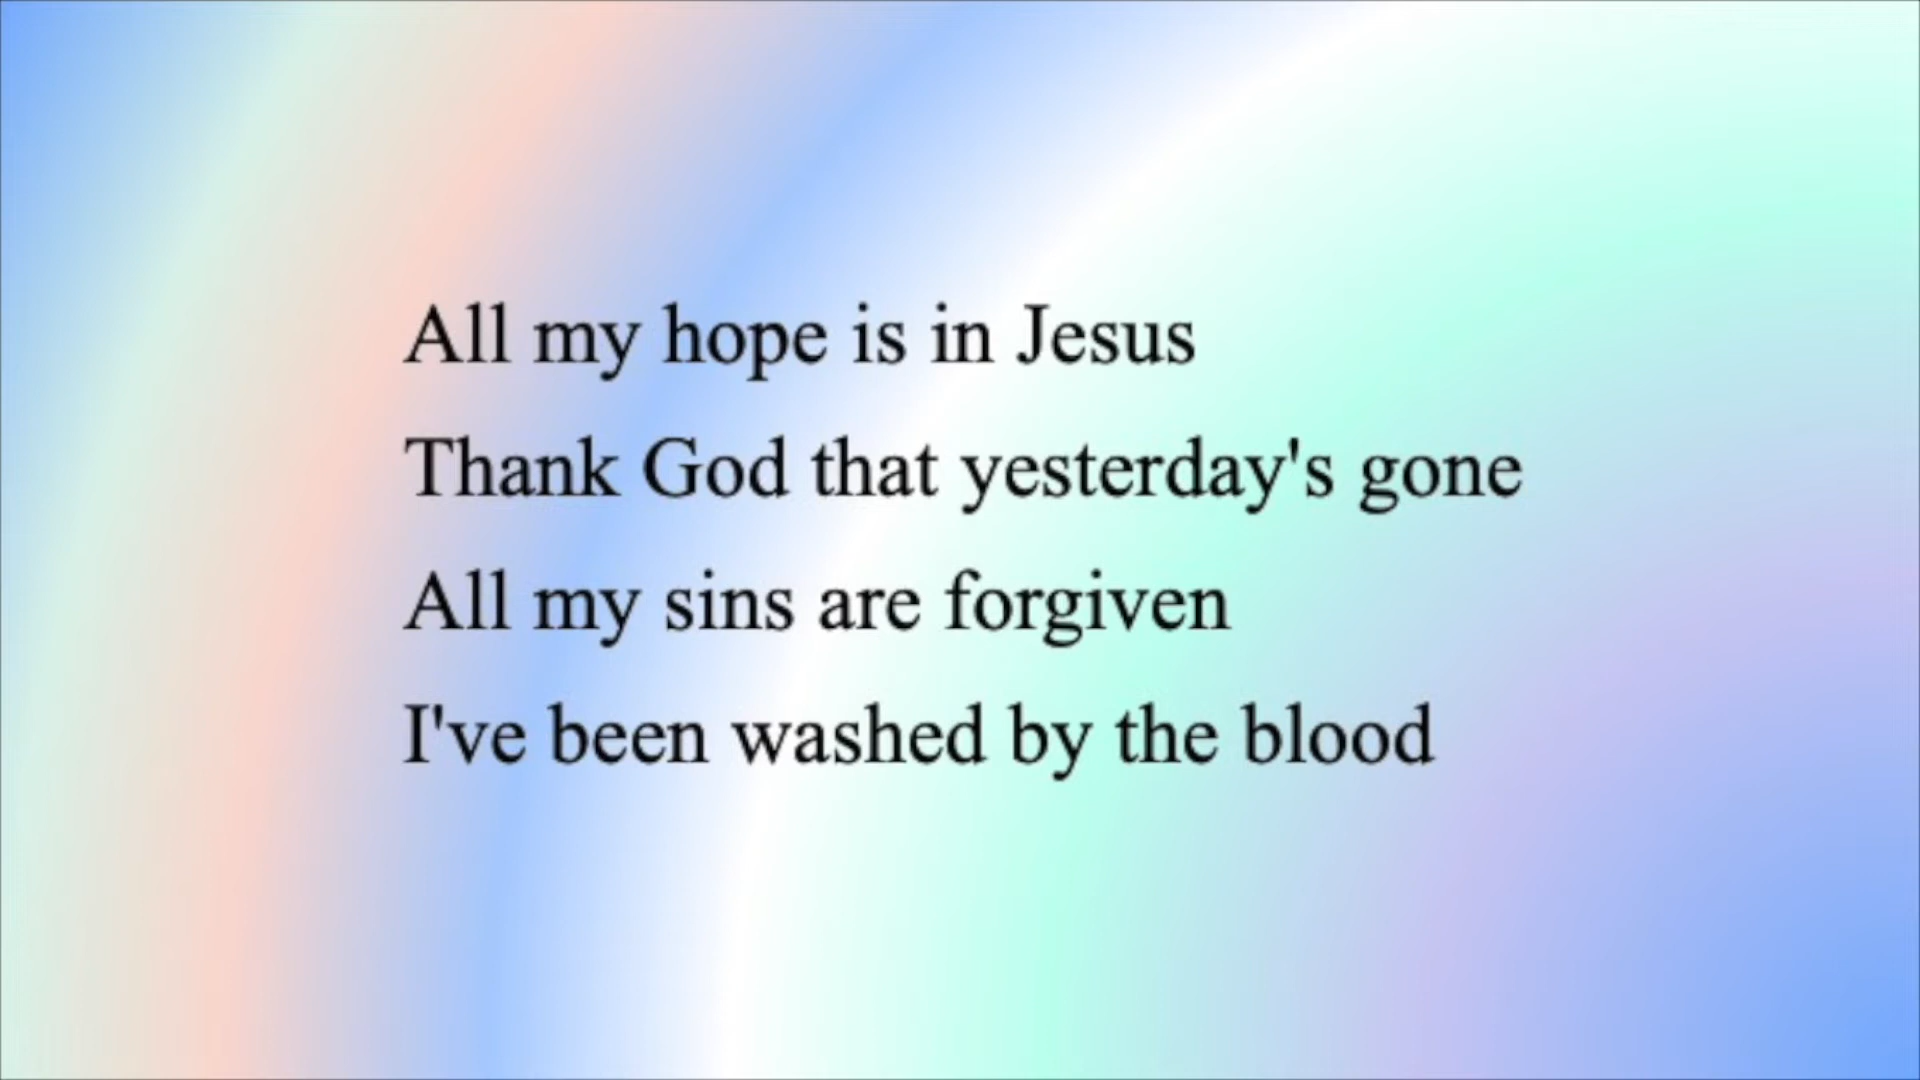 All my hope is in Jesus
Thank God that yesterday's gone
All my sins are forgiven
I've been washed by the blood